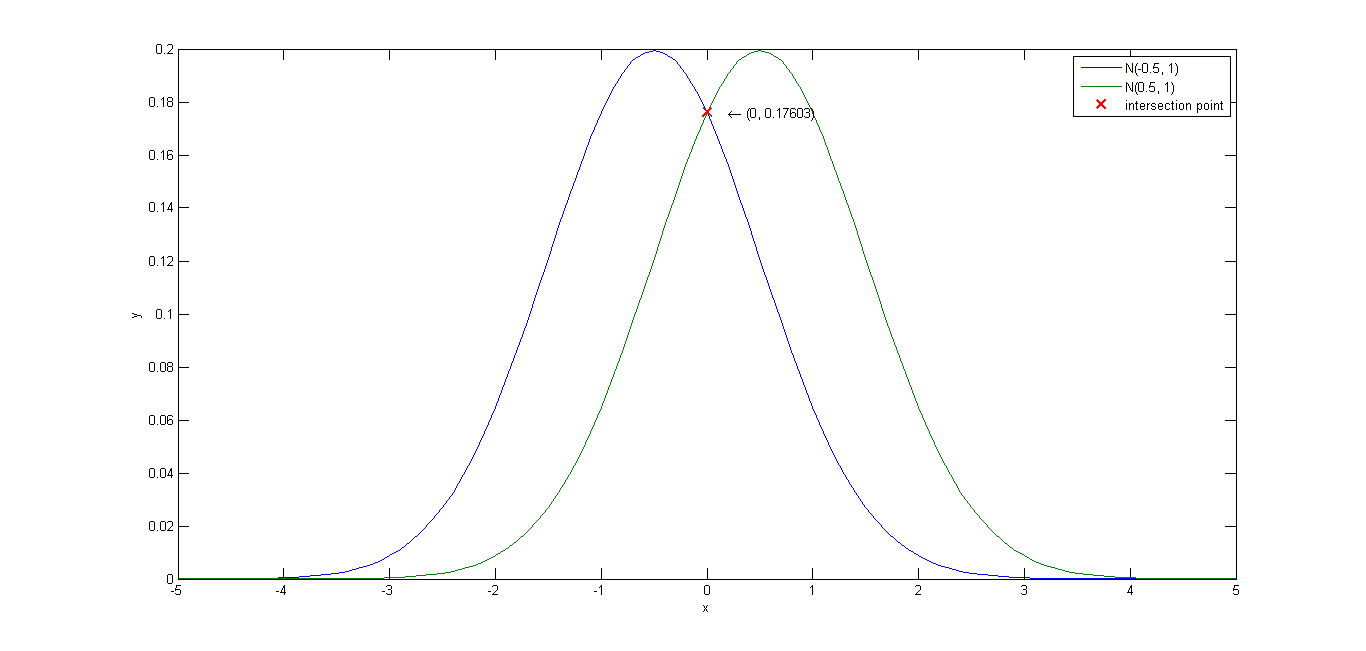 0.2
0.18
0.16
0.14
0.12
0.1
0.08
0.06
0.04
0.02
0
y
-5 -4 -3 -2 -1 0 1 2 3 4 5
x
← (0, 0.17603)
N(-0.5, 1)
N(0.5, 1)
intersection point